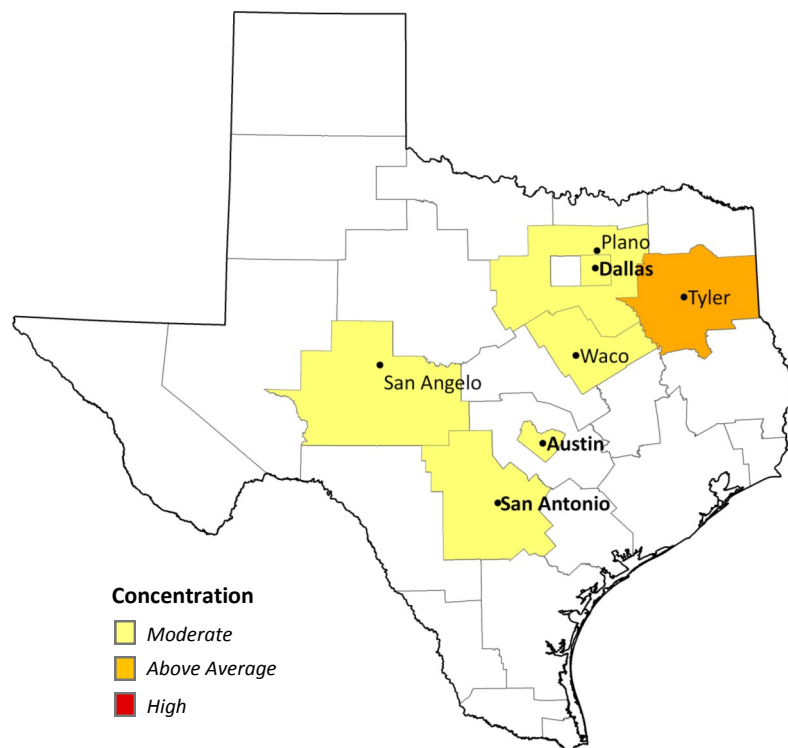 Plano
Dallas
Tyler
Waco
San Angelo
Austin
San Antonio
Concentration
Moderate
Above Average
High